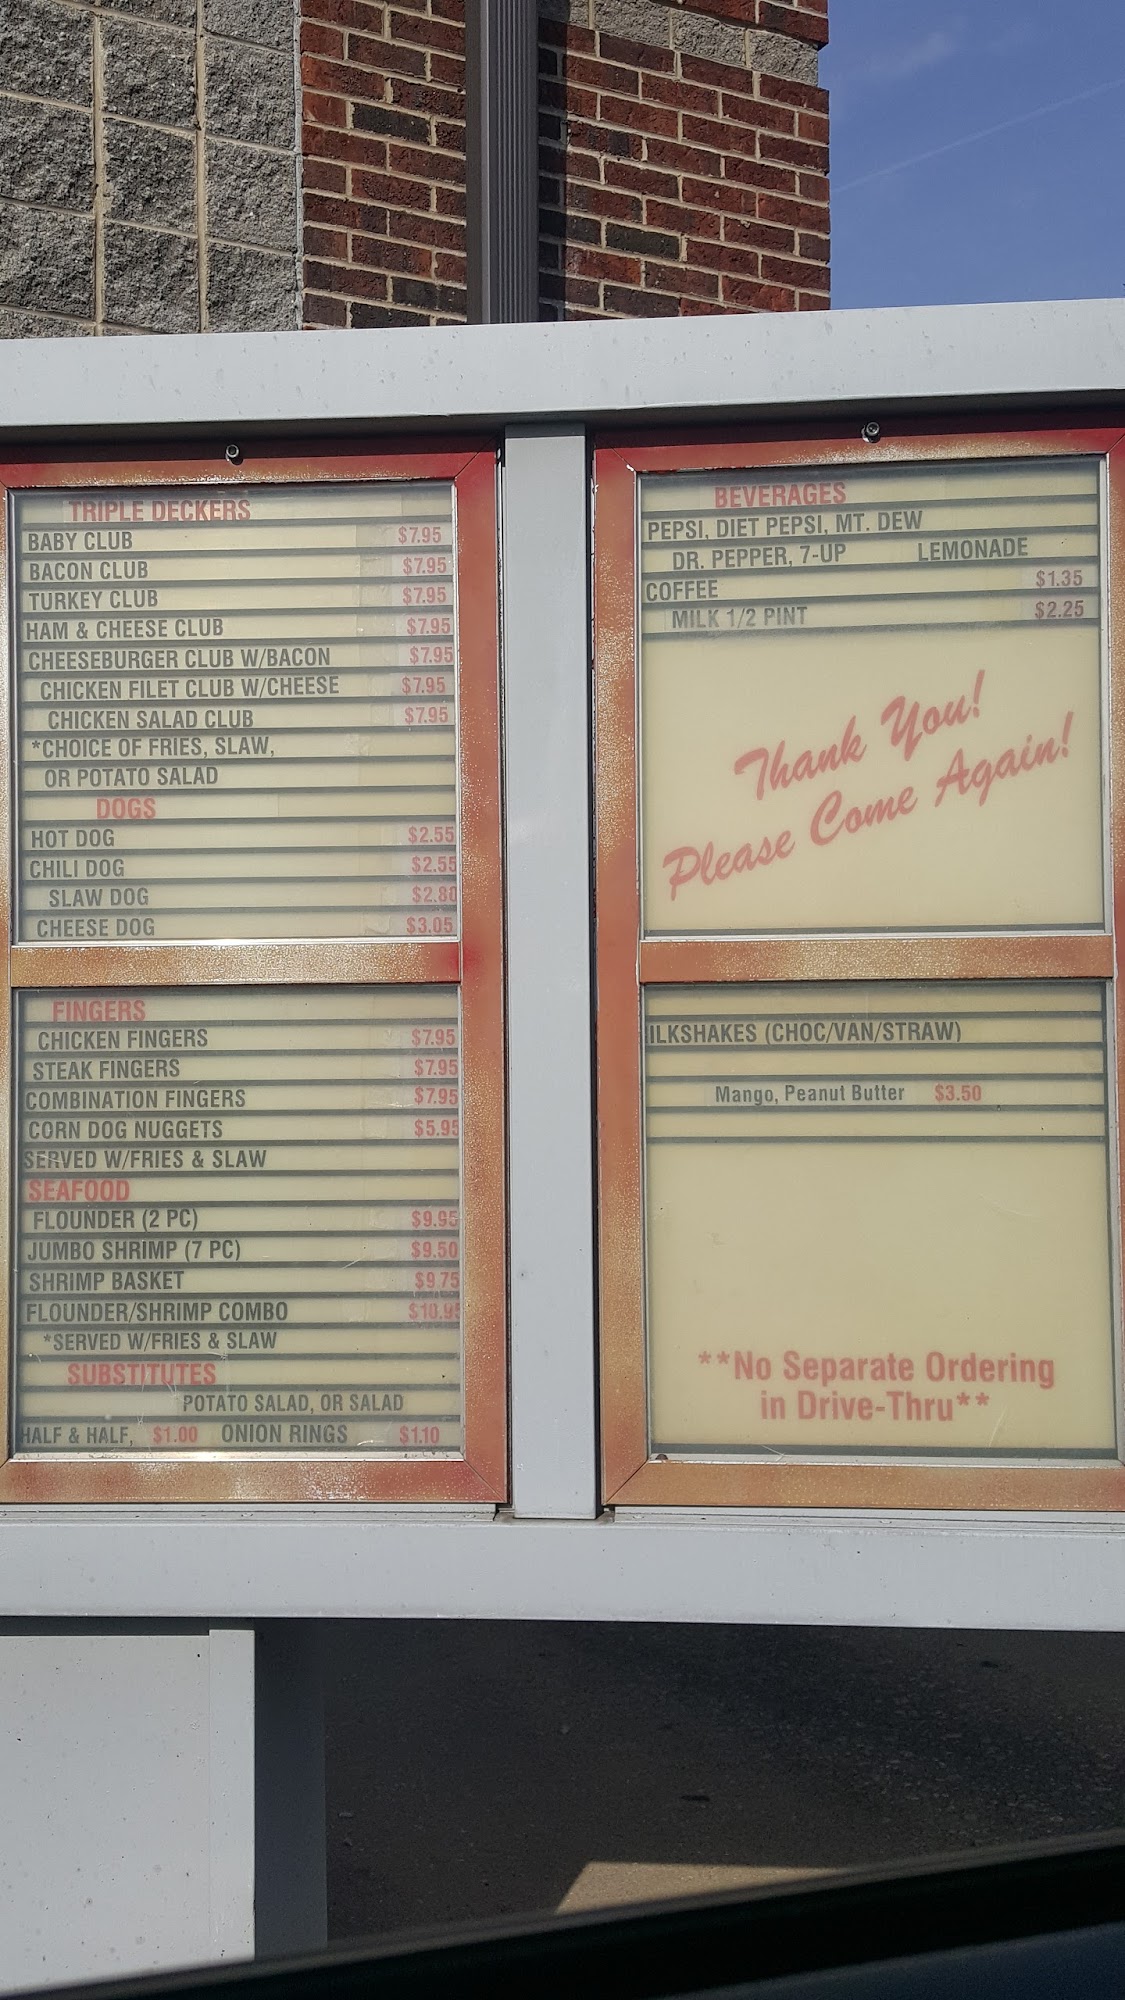 TRIPLE DECKERS
BABY CLUB $7.95
BACON CLUB $7.95
TURKEY CLUB $7.95
HAM & CHEESE CLUB $7.95
CHEESEBURGER CLUB W/BACON $7.95
CHICKEN FILET CLUB W/CHEESE $7.95
CHICKEN SALAD CLUB $7.95
*CHOICE OF FRIES, SLAW,
OR POTATO SALAD
DOGS
HOT DOG $2.55
CHILI DOG $2.55
SLAW DOG $2.80
CHEESE DOG $3.05
FINGERS
CHICKEN FINGERS $7.95
STEAK FINGERS $7.95
COMBINATION FINGERS $7.95
CORN DOG NUGGETS $5.95
SERVED W/FRIES & SLAW
SEAFOOD
FLOUNDER (2 PC) $9.95
JUMBO SHRIMP (7 PC) $9.50
SHRIMP BASKET $9.75
FLOUNDER/SHRIMP COMBO $10.95
*SERVED W/FRIES & SLAW
SUBSTITUTES
POTATO SALAD, OR SALAD
HALF & HALF, $1.00 ONION RINGS $1.10
BEVERAGES
PEPSI, DIET PEPSI, MT. DEW
DR. PEPPER, 7-UP LEMONADE
COFFEE $1.35
MILK 1/2 PINT $2.25
Thank You!
Please Come Again!
ILKSHAKES (CHOC/VAN/STRAW)
Mango, Peanut Butter $3.50
**No Separate Ordering
in Drive-Thru**